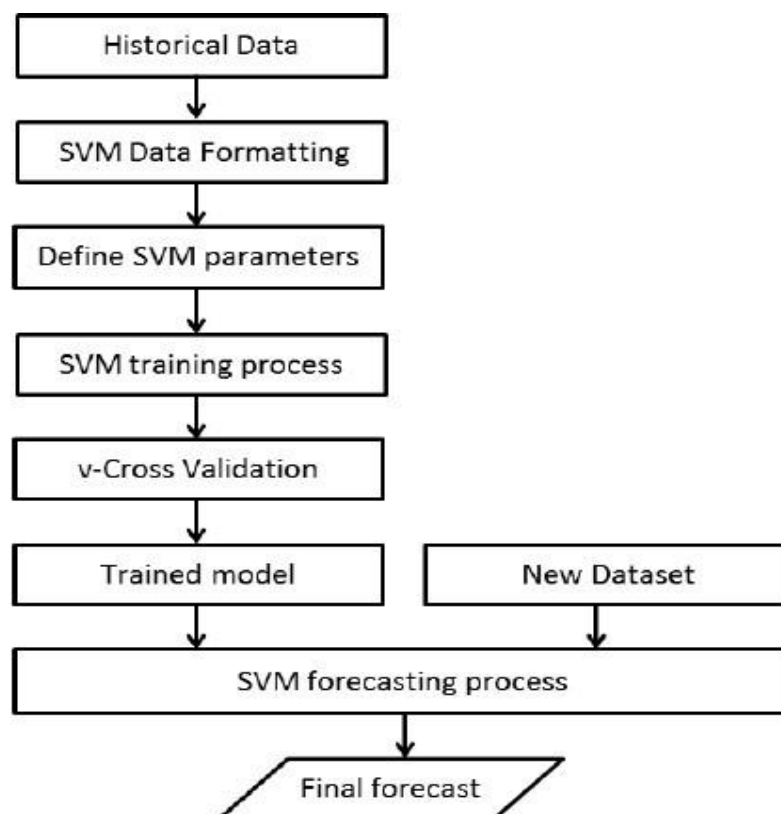 Historical Data
SVM Data Formatting
Define SVM parameters
SVM training process
v-Cross Validation
Trained model
New Dataset
SVM forecasting process
Final forecast